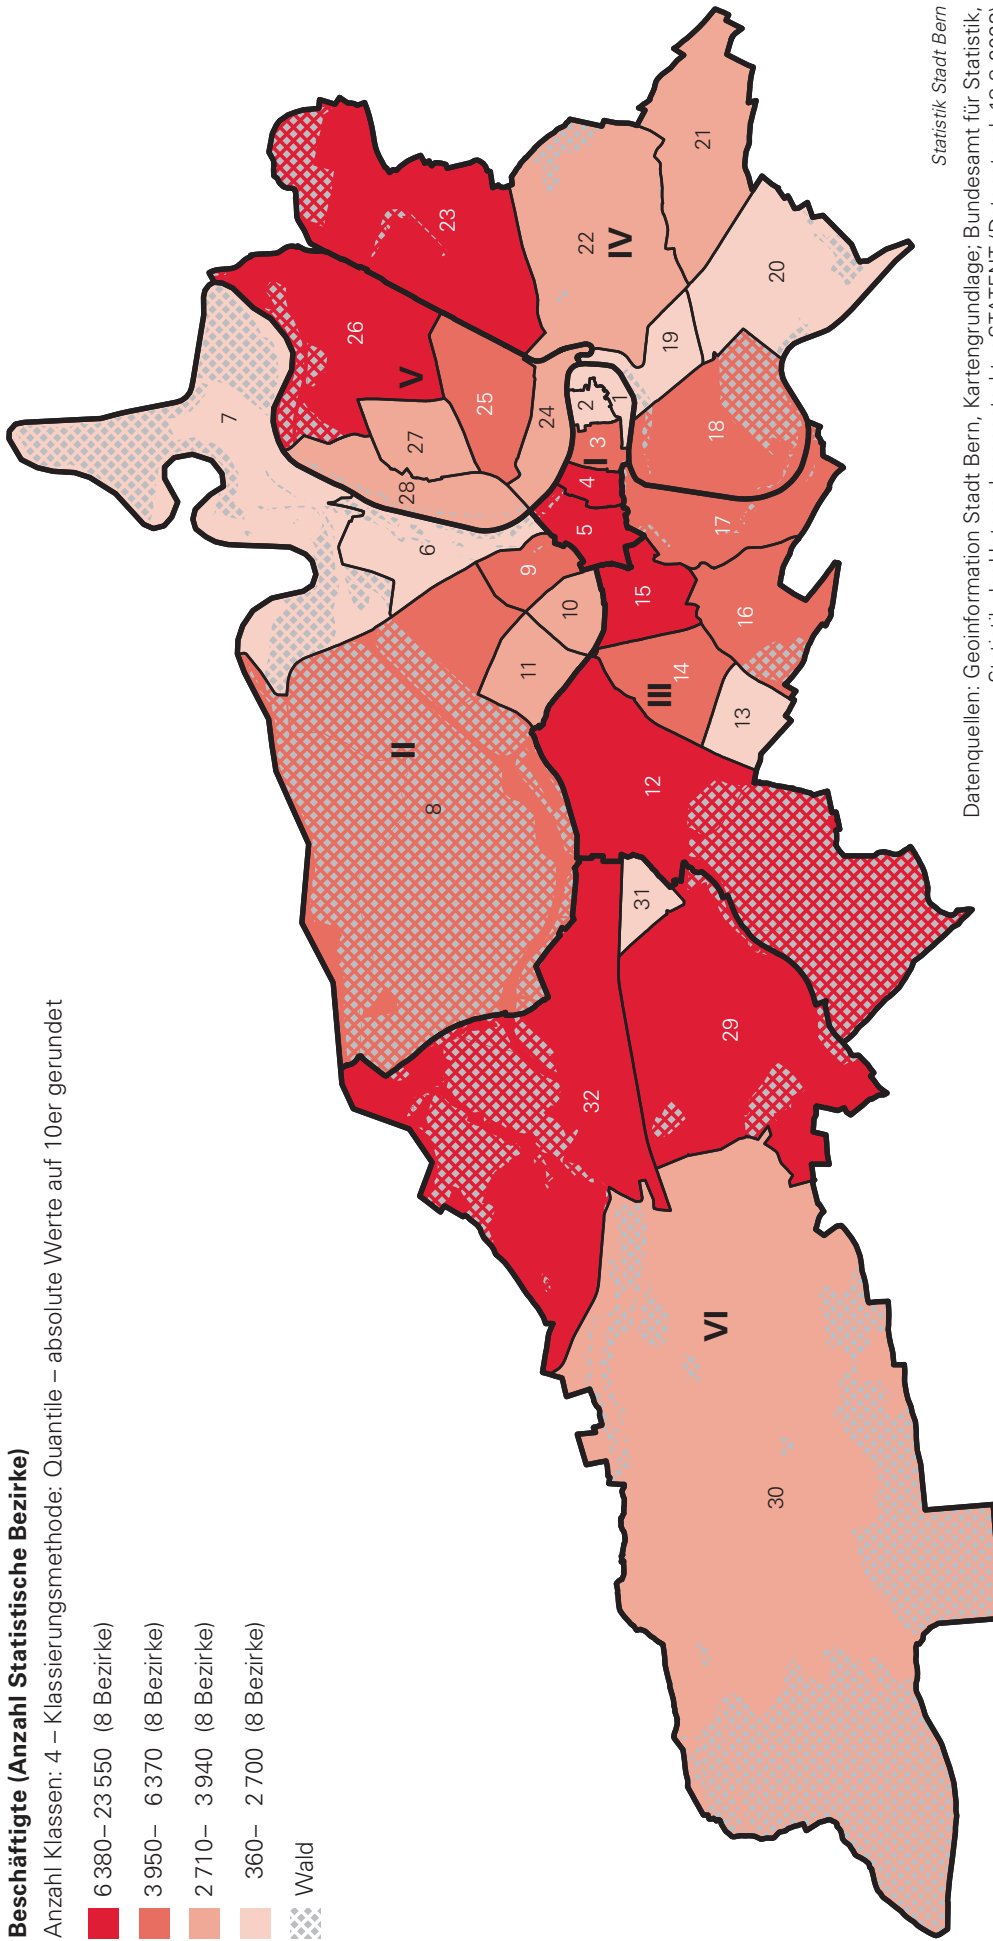 Beschäftigte (Anzahl Statistische Bezirke)
Anzahl Klassen: 4 – Klassierungsmethode: Quantile – absolute Werte auf 10er gerundet
6 380– 23 550 (8 Bezirke)
3 950– 6 370 (8 Bezirke)
2 710– 3 940 (8 Bezirke)
360– 2 700 (8 Bezirke)
Wald
7
26
23
V
6
28
27
25
24
22
IV
21
II
8
9
10
11
5
4
3
I
2
1
19
20
32
31
12
III
14
15
13
16
17
18
29
VI
30
Statistik Stadt Bern
Datenquellen: Geoinformation Stadt Bern, Kartengrundlage; Bundesamt für Statistik,